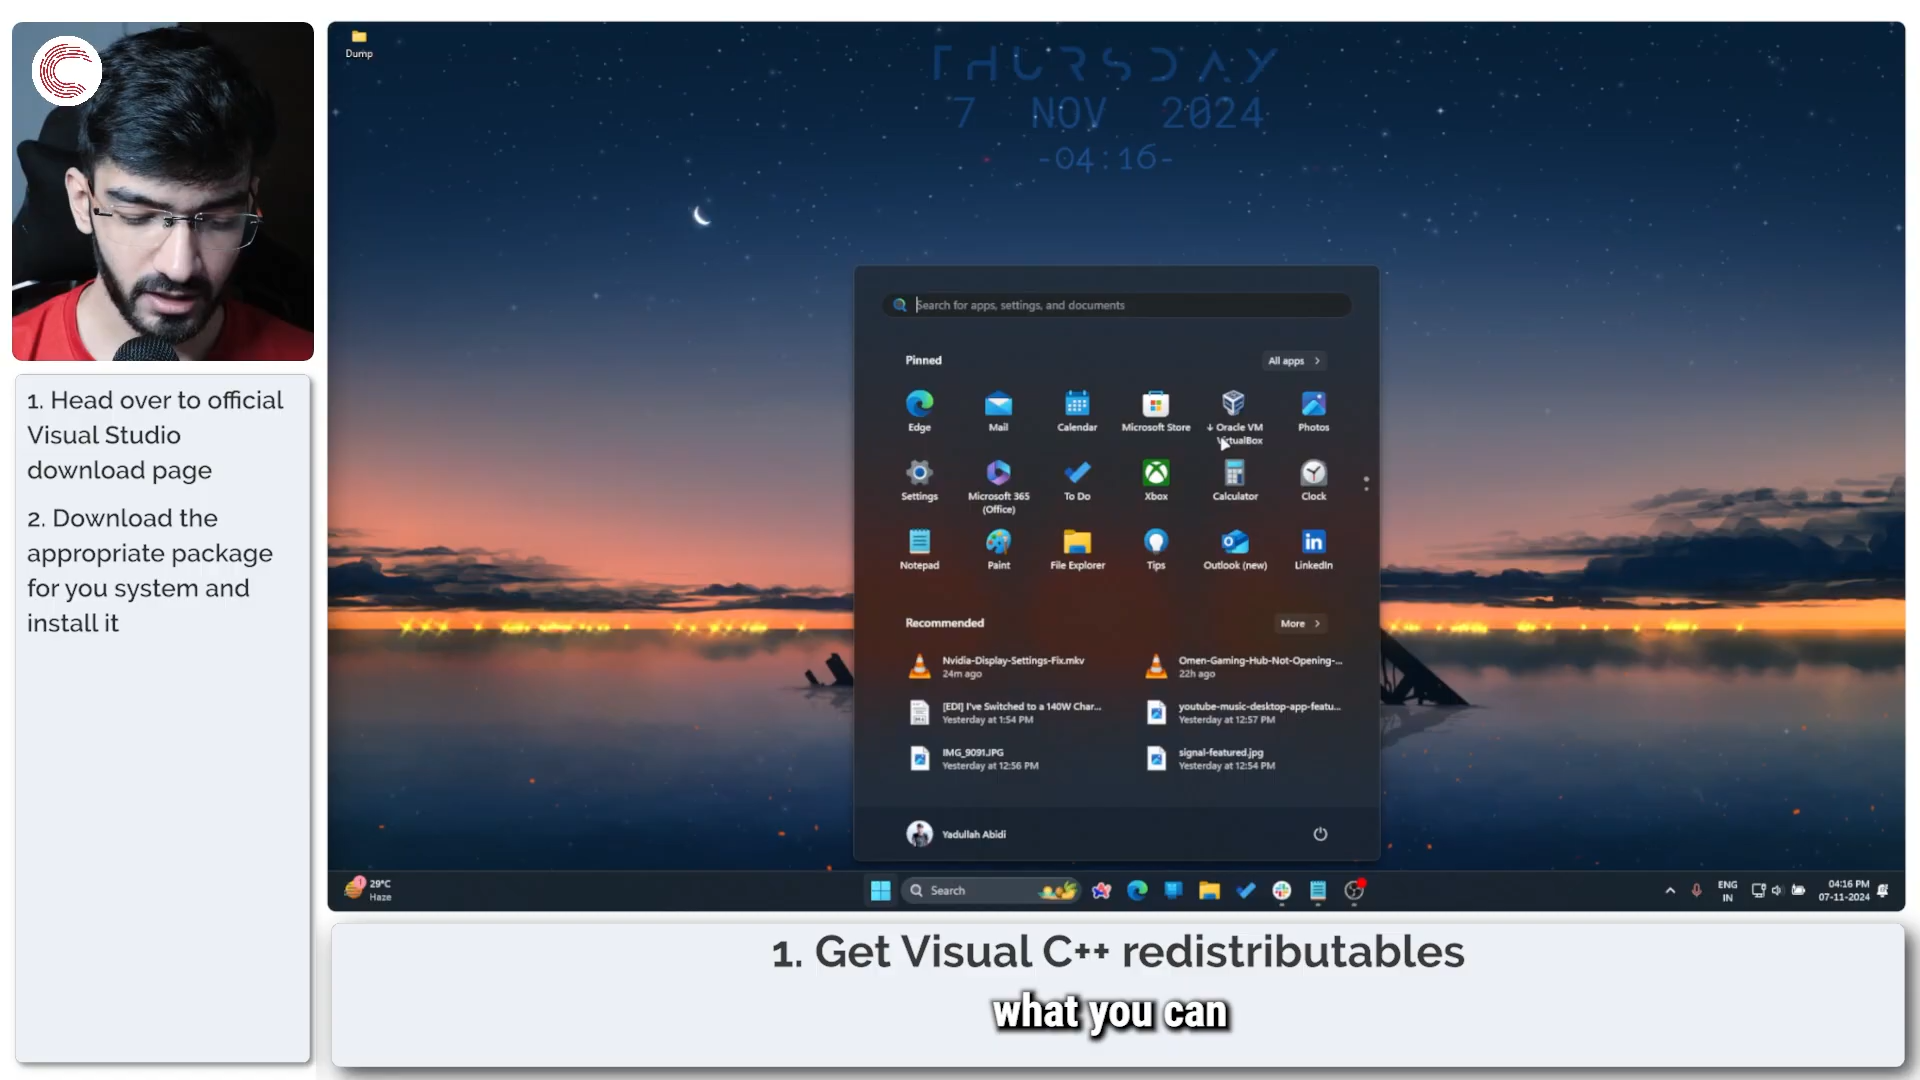 Dump
THURSDAY
7 NOV 2024
-04:16-
1. Head over to official
Visual Studio
download page
2. Download the
appropriate package
for you system and
install it
Search for apps, settings, and documents
Pinned
All apps
Edge
Mail
Calendar
Microsoft Store
Oracle VM
VirtualBox
Photos
Settings
Microsoft 365
(Office)
To Do
Xbox
Calculator
Clock
Notepad
Paint
File Explorer
Tips
Outlook (new)
LinkedIn
Recommended
More
Nvidia-Display-Settings-Fix.mkv
24m ago
Omen-Gaming-Hub-Not-Opening-...
22h ago
[EDI] I've Switched to a 140W Char...
Yesterday at 1:54 PM
youtube-music-desktop-app-featu...
Yesterday at 12:57 PM
IMG_9091.JPG
Yesterday at 12:56 PM
signal-featured.jpg
Yesterday at 12:54 PM
Yadullah Abidi
1
29°C
Haze
Search
ENG
IN
04:16 PM
07-11-2024
1. Get Visual C++ redistributables
what you can